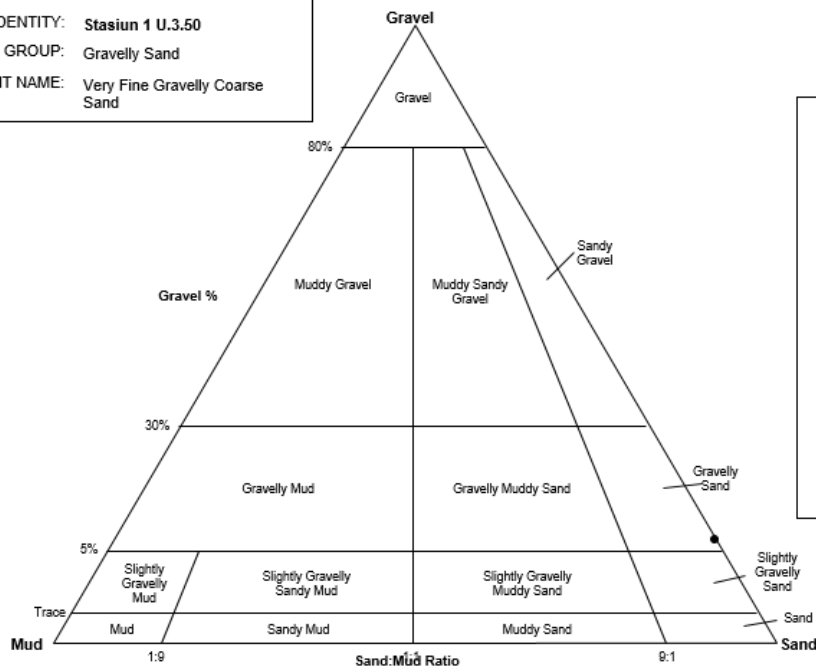 IDENTITY: Stasiun 1 U.3.50
GROUP: Gravelly Sand
NAME: Very Fine Gravelly Coarse
Sand
Gravel
Gravel
80%
Sandy
Gravel
Muddy Gravel
Muddy Sandy
Gravel
Gravel %
30%
Gravelly
Sand
Gravelly Mud
Gravelly Muddy Sand
5%
Slightly
Gravelly
Mud
Slightly Gravelly
Sandy Mud
Slightly Gravelly
Muddy Sand
Slightly
Gravelly
Sand
Trace
Mud
Sandy Mud
Muddy Sand
Sand
Mud
Sand
1:9
1:1
9:1
Sand:Mud Ratio